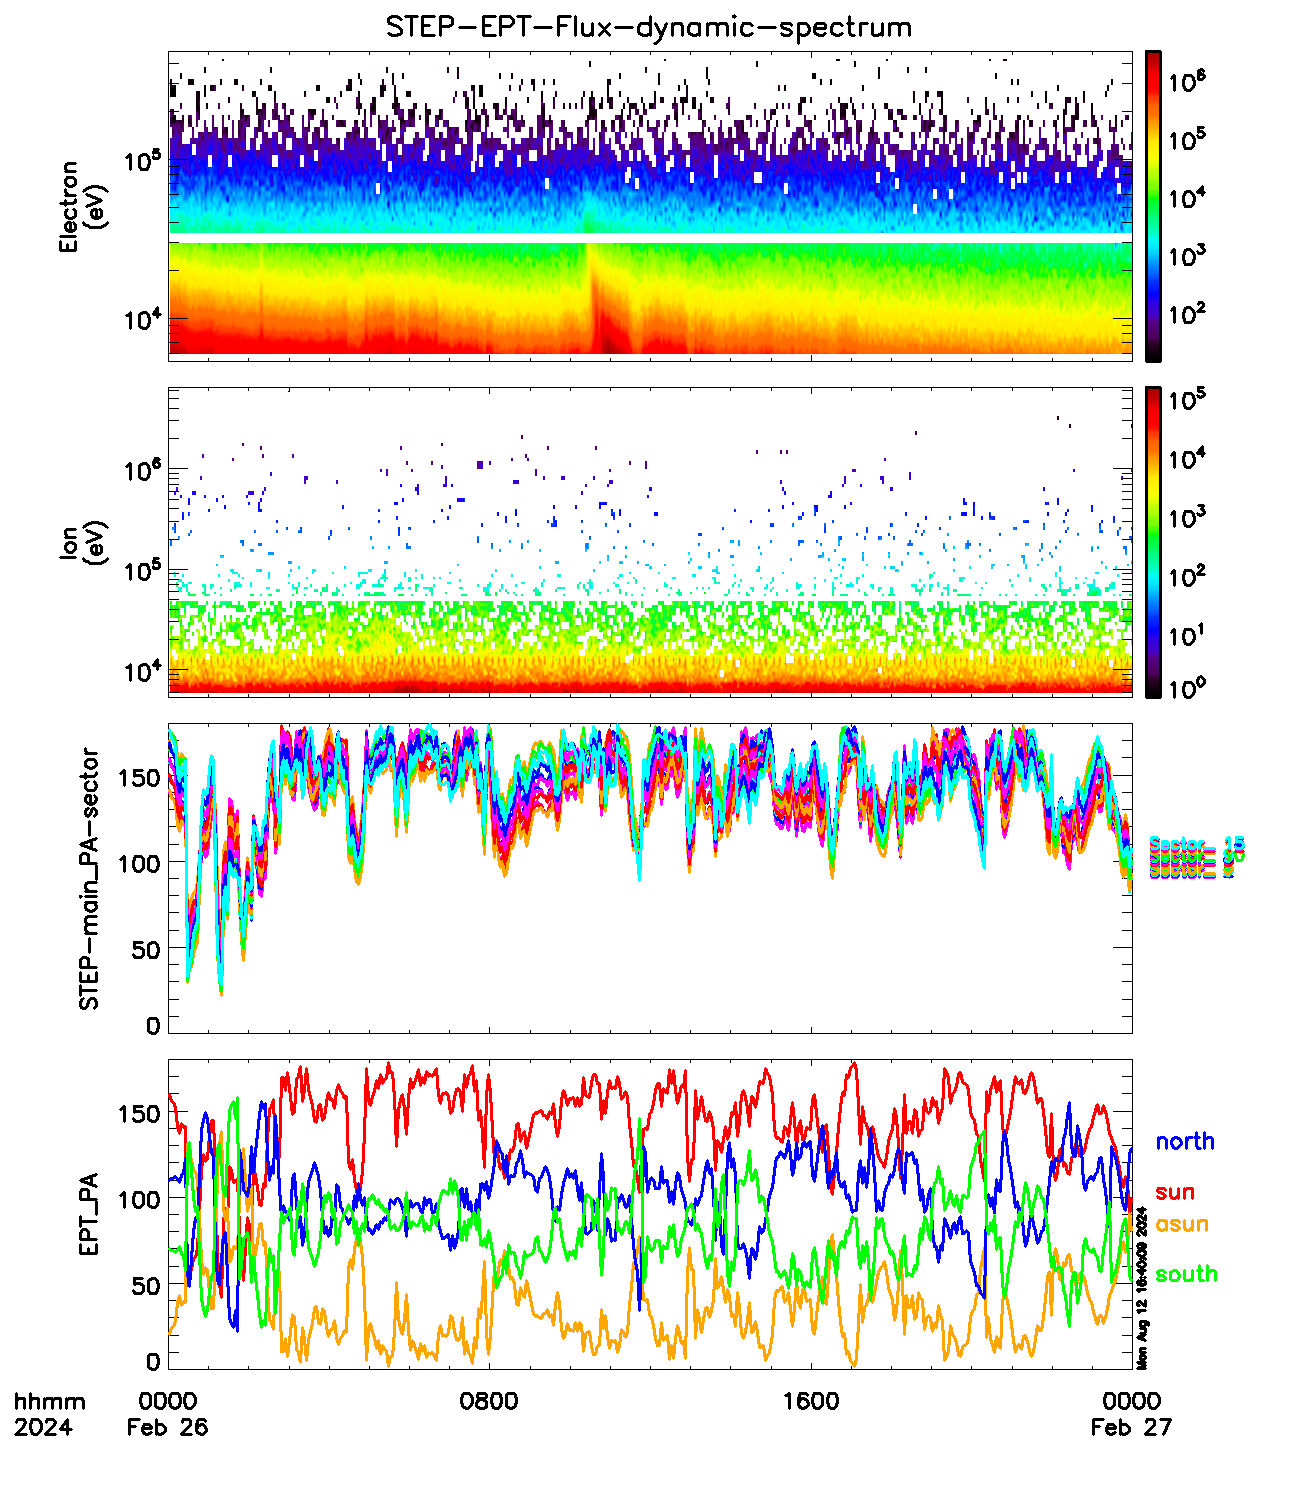 STEP-EPT-Flux-dynamic-spectrum
Electron
(eV)
10^5
10^4
10^6
10^5
10^4
10^3
10^2
Ion
(eV)
10^6
10^5
10^4
10^5
10^4
10^3
10^2
10^1
10^0
STEP-main_PA-sector
150
100
50
0
Sector_ 15
EPT_PA
150
100
50
0
north
sun
asun
south
Mon Aug 12 16:40:09 2024
hhmm 0000 0800 1600 0000
2024 Feb 26 Feb 27